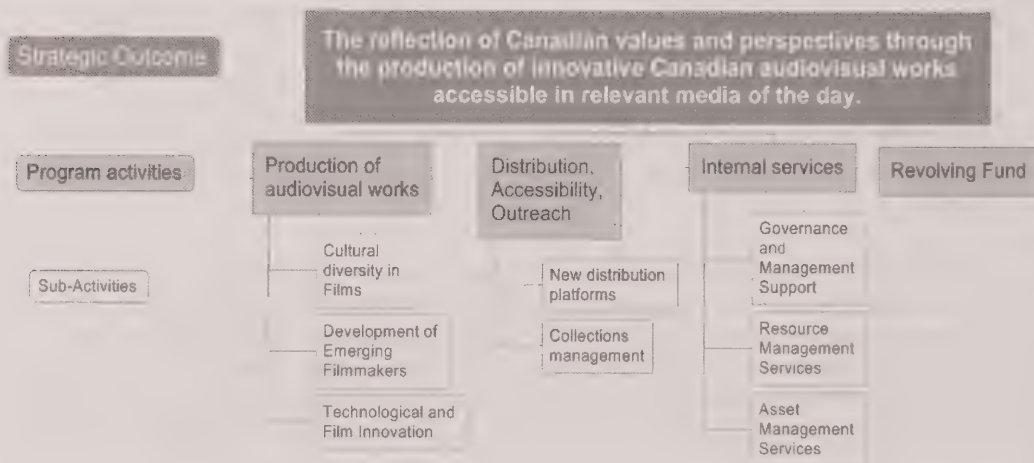 Strategic Outcome
The reflection of Canadian values and perspectives through
the production of innovative Canadian audiovisual works
accessible in relevant media of the day.
Program activities
Production of
audiovisual works
Distribution,
Accessibility,
Outreach
Internal services
Revolving Fund
Sub-Activities
Cultural
diversity in
Films
Development of
Emerging
Filmmakers
Technological and
Film Innovation
New distribution
platforms
Collections
management
Governance
and
Management
Support
Resource
Management
Services
Asset
Management
Services